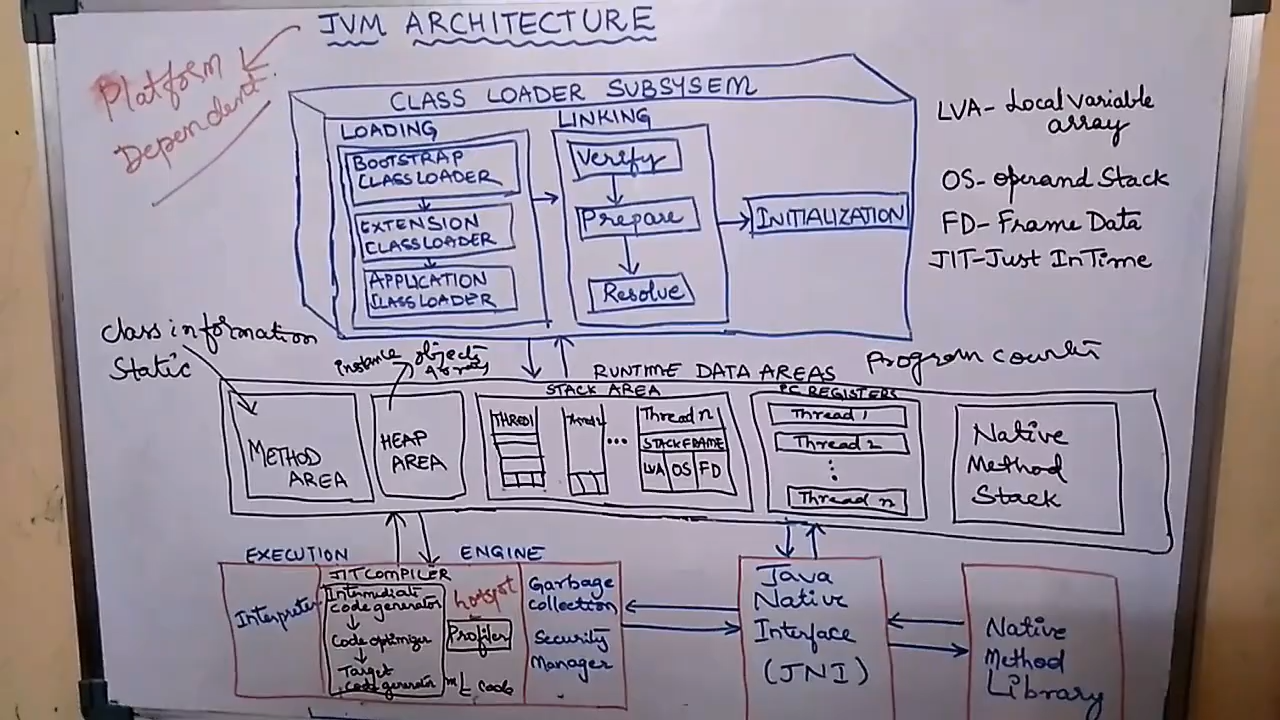 JVM ARCHITECTURE
Platform
Dependent
CLASS LOADER SUBSYSEM
LOADING
BOOTSTRAP
CLASSLOADER
EXTENSION
CLASSLOADER
APPLICATION
CLASSLOADER
LINKING
Verify
Prepare
Resolve
INITIALIZATION
LVA- Local variable
array
OS- operand Stack
FD- Frame Data
JIT-Just InTime
Class information
Static
instance objects
RUNTIME DATA AREAS
Program counter
METHOD
AREA
HEAP
AREA
STACK AREA
THRED1
Thread n
STACKFRAME
LVA OS FD
PC REGISTERS
Thread 1
Thread 2
Thread n
Native
Method
Stack
EXECUTION ENGINE
Interpreter
JIT COMPILER
Intermediate
code generator
Code optimizer
Target
code generator
hotspot
Profiler
Garbage
collection
Security
Manager
Java
Native
Interface
(JNI)
Native
Method
Library